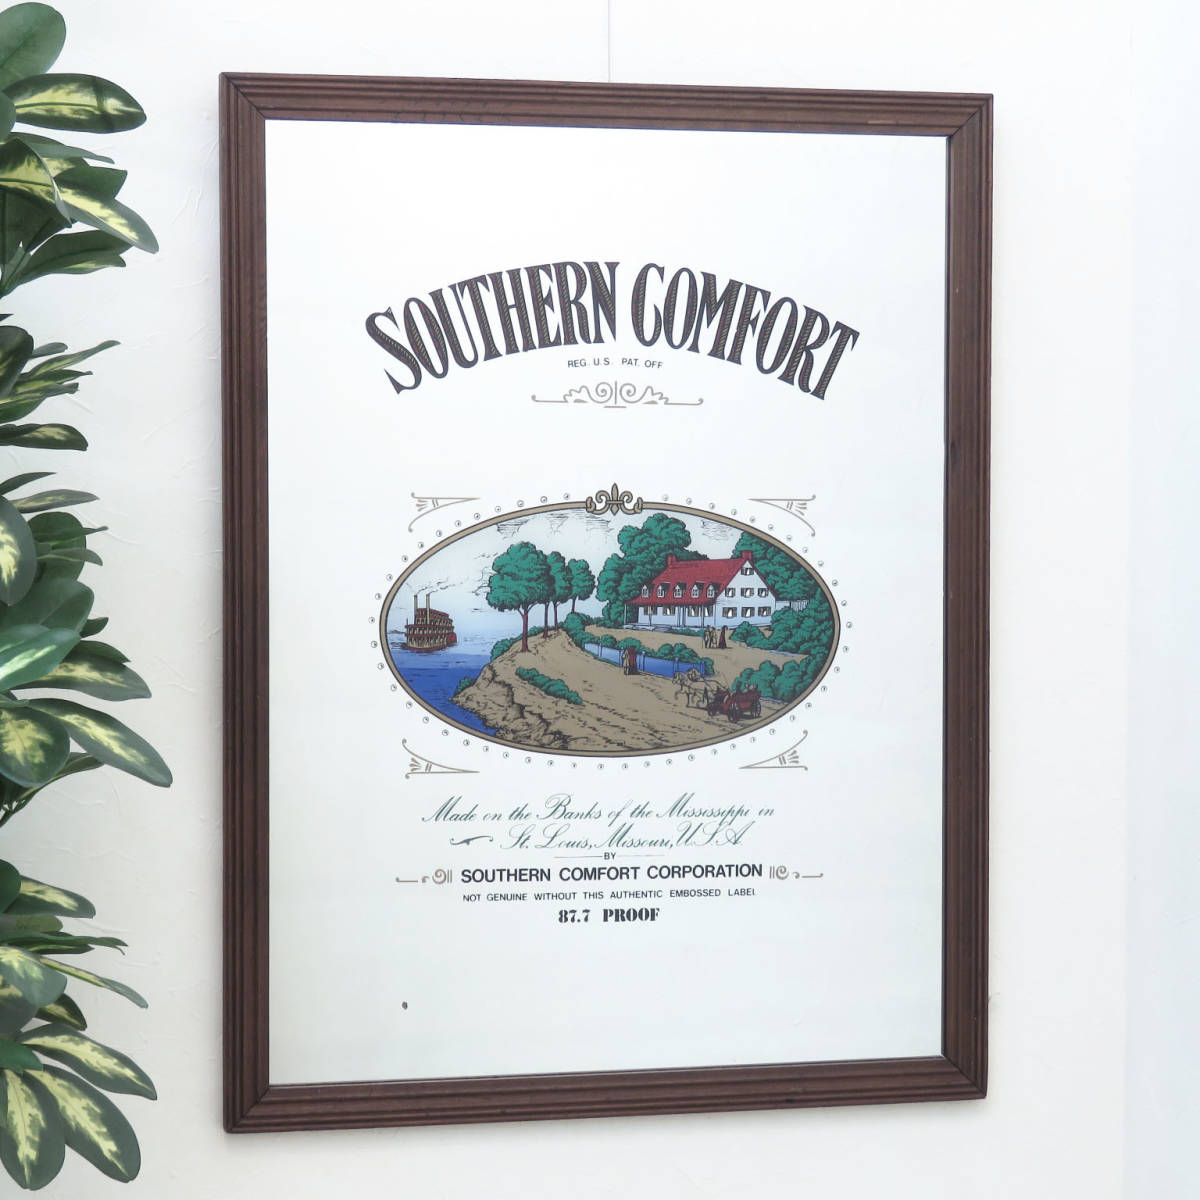 SOUTHERN COMFORT
REG. U.S. PAT. OFF
Made on the Banks of the Mississippi in
St. Louis, Missouri, U.S.A.
BY
SOUTHERN COMFORT CORPORATION
NOT GENUINE WITHOUT THIS AUTHENTIC EMBOSSED LABEL
87.7 PROOF